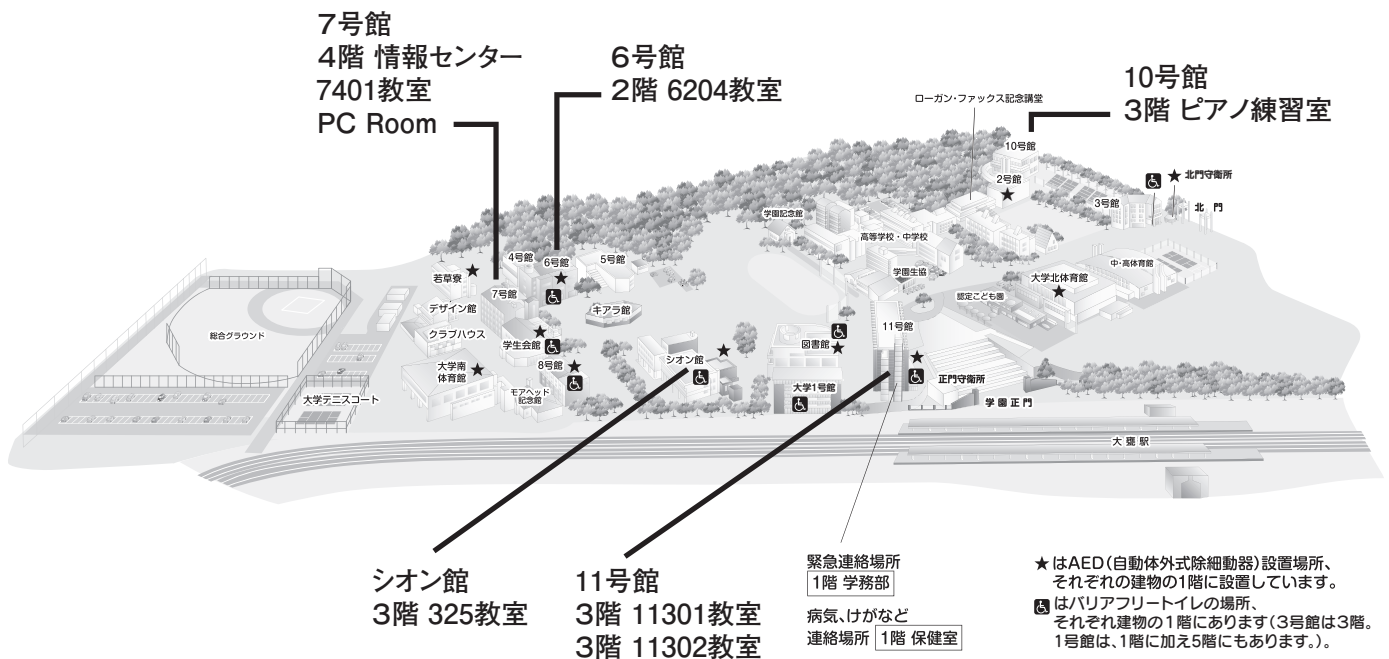 7号館
4階 情報センター
7401教室
PC Room
6号館
2階 6204教室
10号館
3階 ピアノ練習室
ローガン・ファックス記念講堂
10号館
2号館
★北門守衛所
3号館
北 門
学園記念館
高等学校・中学校
4号館
6号館
5号館
若草寮
7号館
学園生協
大学北体育館
中・高体育館
デザイン館
キアラ館
認定こども園
総合グラウンド
クラブハウス
学生会館
11号館
図書館
シオン館
大学南
体育館
8号館
モアヘッド
記念館
大学1号館
正門守衛所
学園正門
大学テニスコート
大甕駅
シオン館
3階 325教室
11号館
3階 11301教室
3階 11302教室
緊急連絡場所
1階 学務部
病気、けがなど
連絡場所 1階 保健室
★はAED(自動体外式除細動器)設置場所、
それぞれの建物の1階に設置しています。
はバリアフリートイレの場所、
それぞれ建物の1階にあります(3号館は3階。
1号館は、1階に加え5階にもあります。)。